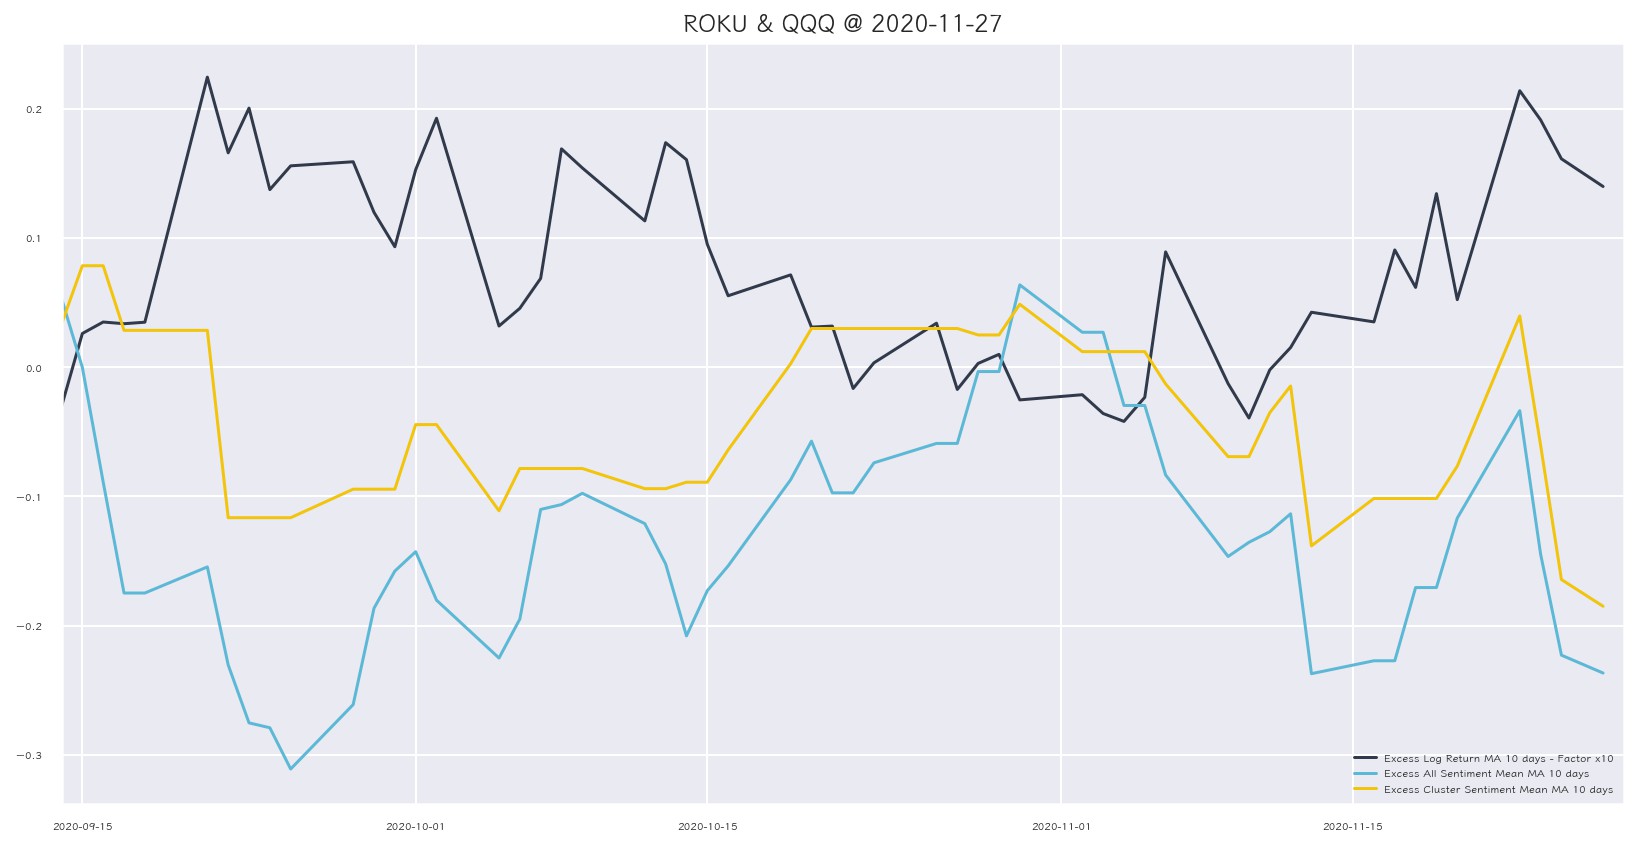 ROKU & QQQ @ 2020-11-27
0.2
0.1
0.0
−0.1
−0.2
−0.3
Excess Log Return MA 10 days - Factor x10
Excess All Sentiment Mean MA 10 days
Excess Cluster Sentiment Mean MA 10 days
2020-09-15 2020-10-01 2020-10-15 2020-11-01 2020-11-15